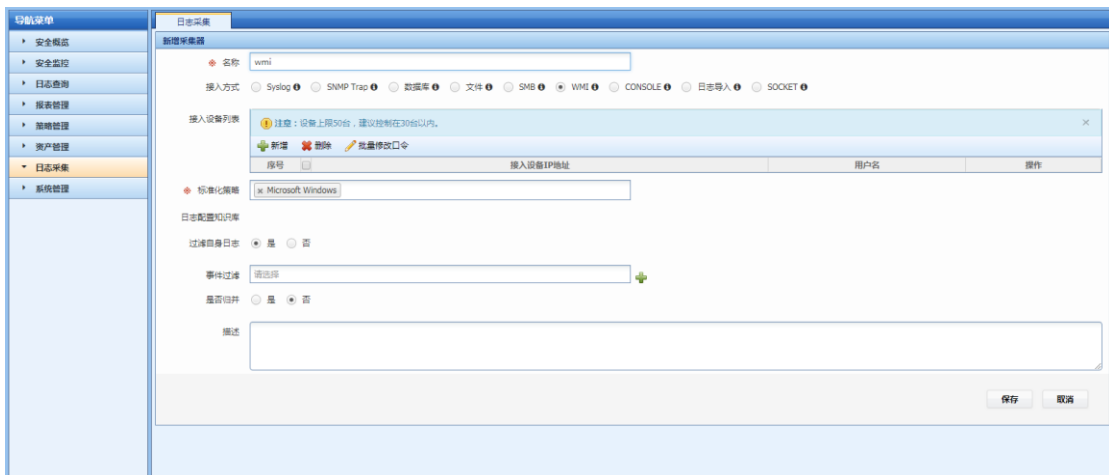 导航菜单
日志采集
安全概览
安全监控
日志查询
报表管理
策略管理
资产管理
日志采集
系统管理
新增采集器
名称 wmi
接入方式 Syslog SNMP Trap 数据库 文件 SMB WMI CONSOLE 日志导入 SOCKET
接入设备列表
注意：设备上限50台，建议控制在30台以内。
新增 删除 批量修改口令
序号 接入设备IP地址 用户名 操作
标准化策略 Microsoft Windows
日志配置知识库
过滤自身日志 是 否
事件过滤 请选择
是否归并 是 否
描述
保存 取消